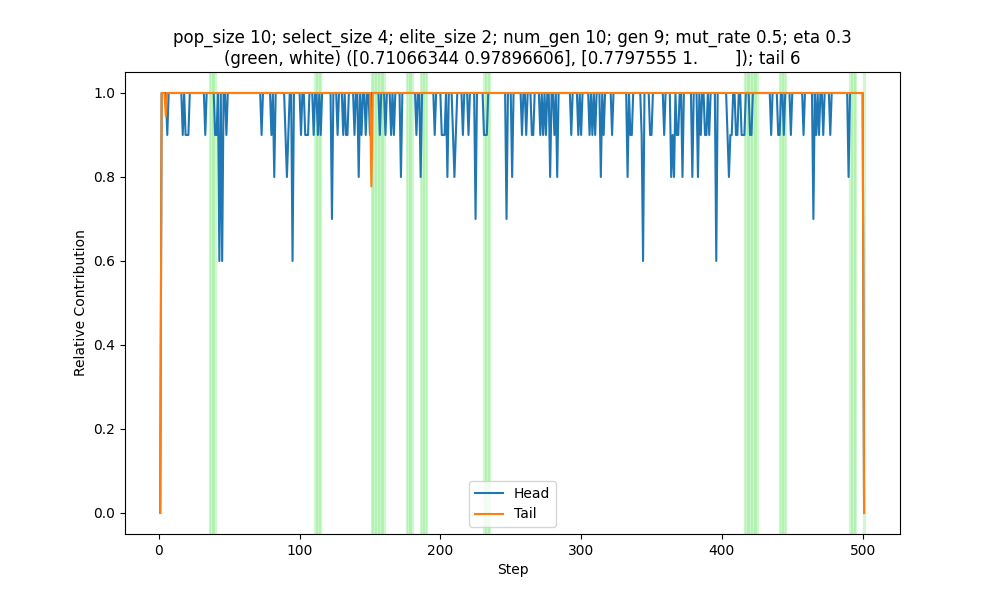 pop_size 10; select_size 4; elite_size 2; num_gen 10; gen 9; mut_rate 0.5; eta 0.3
(green, white) ([0.71066344 0.97896606], [0.7797555 1.        ]); tail 6
1.0
0.8
0.6
0.4
0.2
0.0
Relative Contribution
Head
Tail
0
100
200
300
400
500
Step